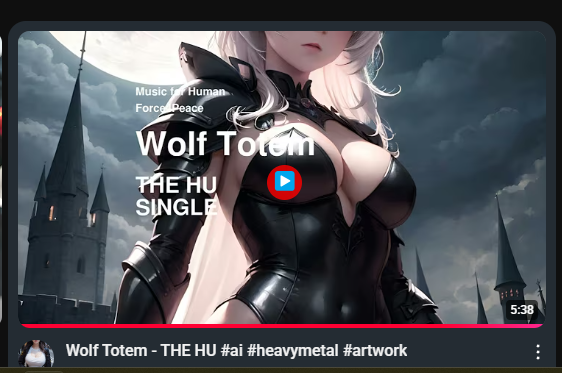 Music for Human
Force Peace
Wolf Totem
THE HU
SINGLE
5:38
Wolf Totem - THE HU #ai #heavymetal #artwork